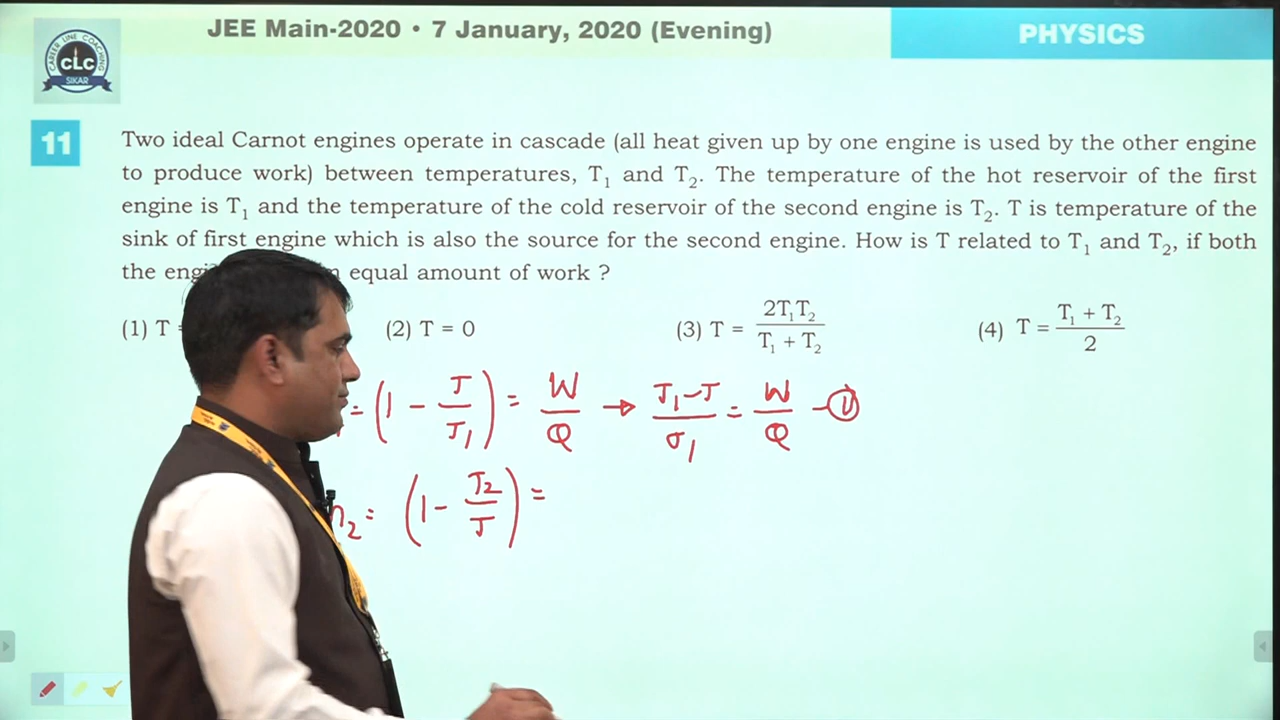 JEE Main-2020 • 7 January, 2020 (Evening)
PHYSICS
CAREER LINE COACHING
CLC
SIKAR
11
Two ideal Carnot engines operate in cascade (all heat given up by one engine is used by the other engine
to produce work) between temperatures, T₁ and T₂. The temperature of the hot reservoir of the first
engine is T₁ and the temperature of the cold reservoir of the second engine is T₂. T is temperature of the
sink of first engine which is also the source for the second engine. How is T related to T₁ and T₂, if both
the equal amount of work ?
(1) T (2) T = 0 (3) T = 2T₁T₂ / T₁ + T₂ (4) T = T₁ + T₂ / 2
= (1 - T/T₁) = W/Q → T₁-T/T₁ = W/Q -①
η₂ = (1 - T₂/T) =